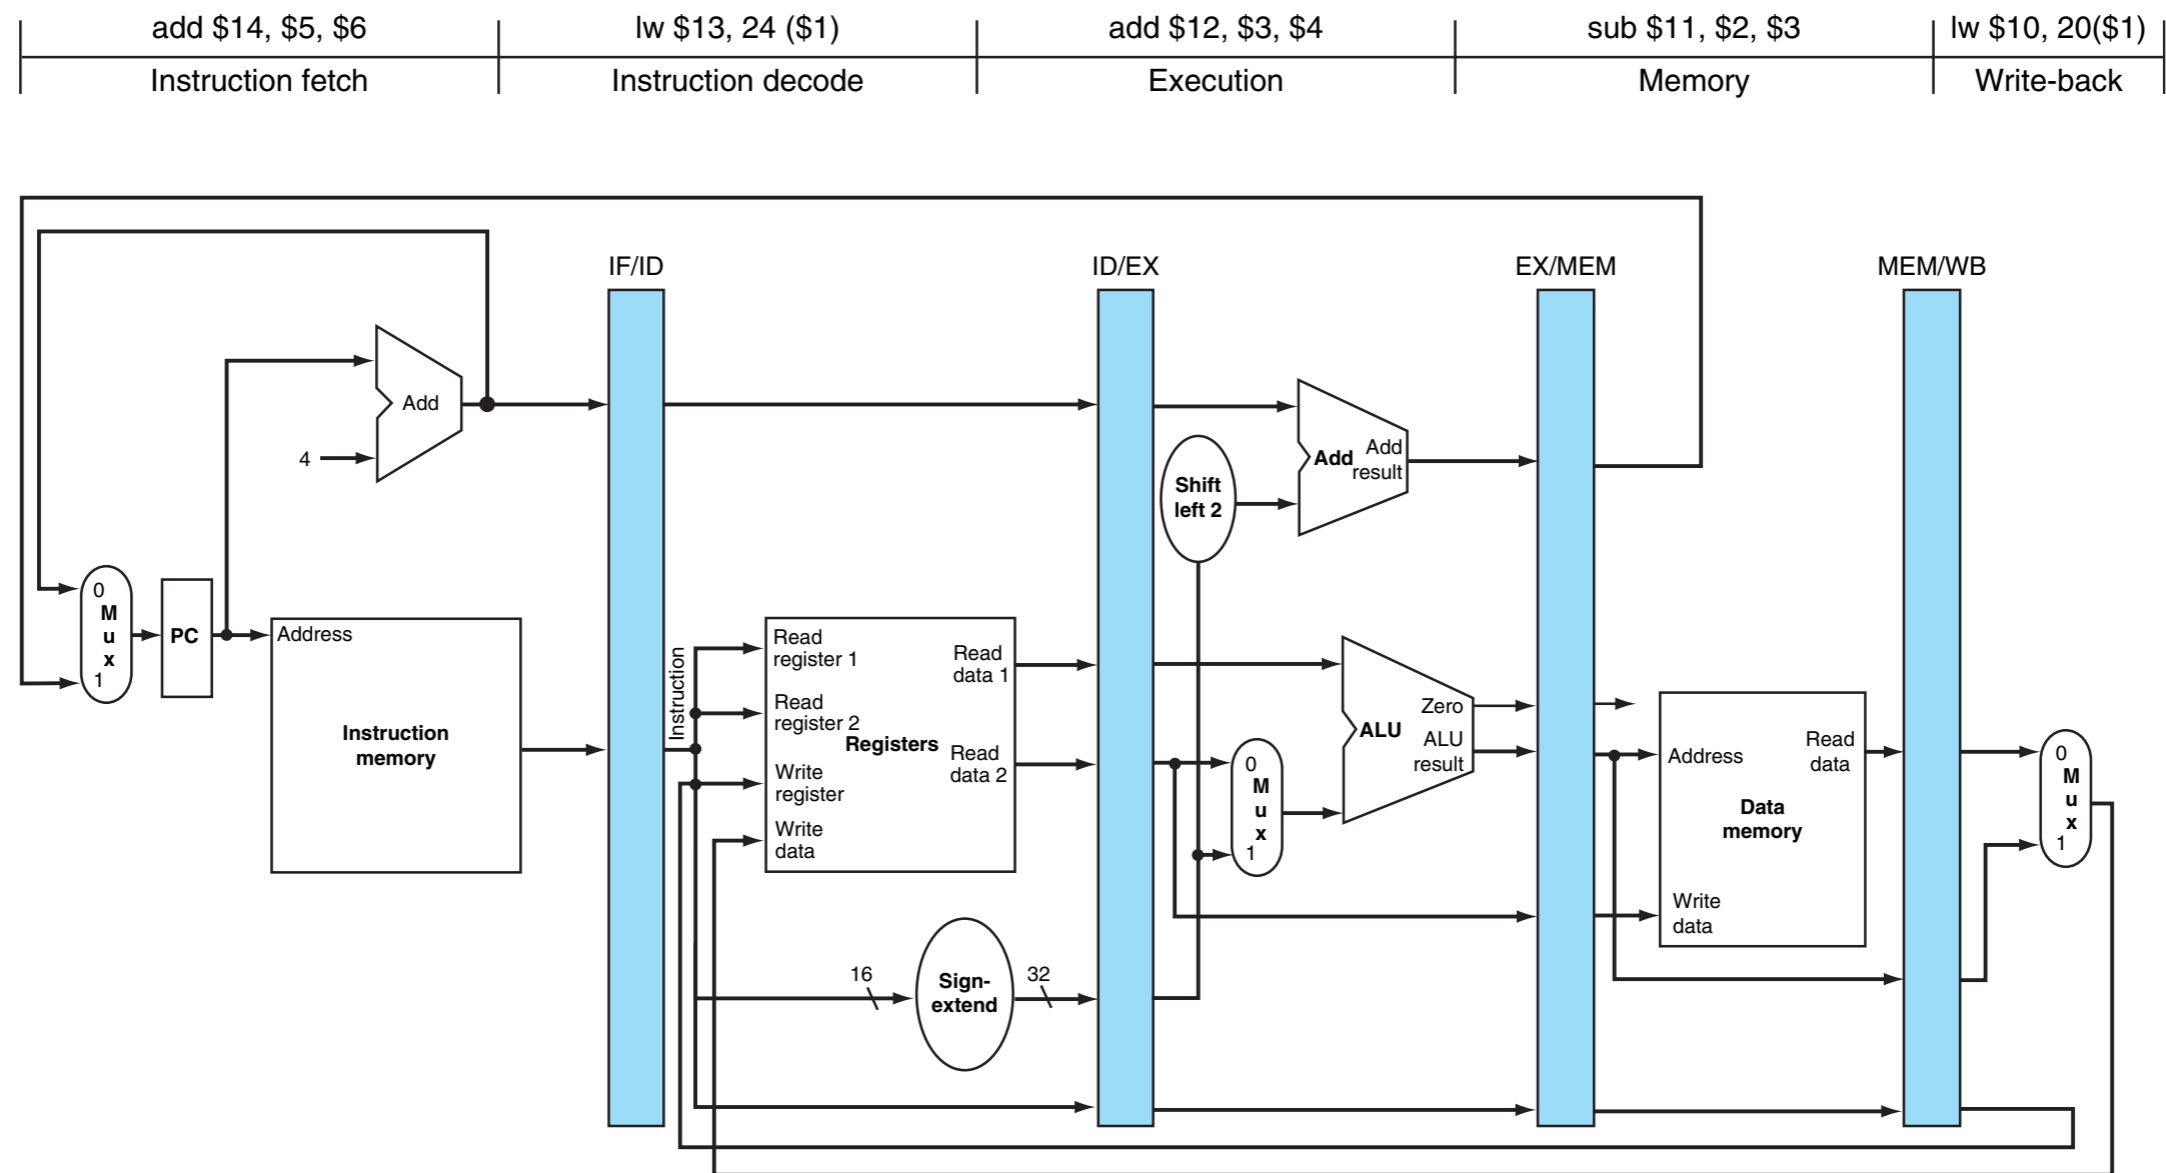 add $14, $5, $6
lw $13, 24 ($1)
add $12, $3, $4
sub $11, $2, $3
lw $10, 20($1)
Instruction fetch
Instruction decode
Execution
Memory
Write-back
IF/ID
ID/EX
EX/MEM
MEM/WB
Add
4
Add
Add
result
Shift
left 2
0
M
u
x
1
PC
Address
Instruction
memory
Instruction
Read
register 1
Read
register 2
Write
register
Write
data
Registers
Read
data 1
Read
data 2
16
Sign-
extend
32
0
M
u
x
1
Zero
ALU
ALU
result
Address
Read
data
Data
memory
Write
data
0
M
u
x
1